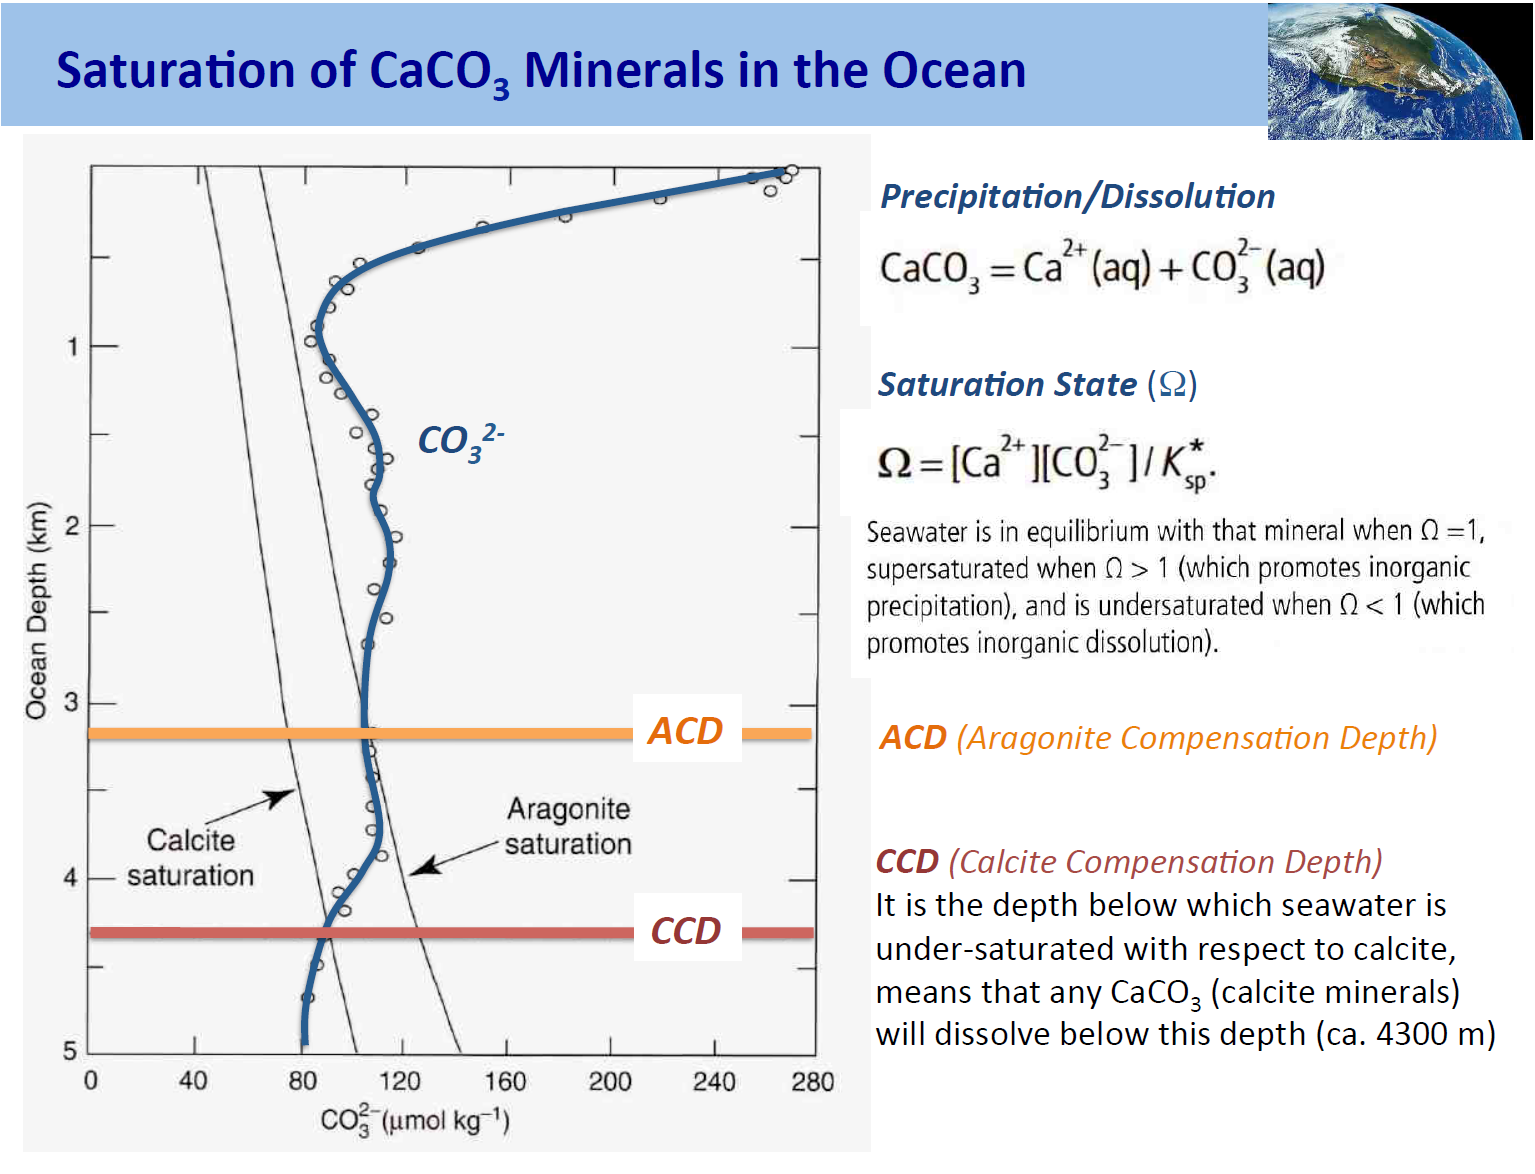 Saturation of CaCO₃ Minerals in the Ocean
Precipitation/Dissolution
CaCO₃ = Ca²⁺(aq) + CO₃²⁻(aq)
Saturation State (Ω)
Ω = [Ca²⁺][CO₃²⁻]/K*sp.
Seawater is in equilibrium with that mineral when Ω =1,
supersaturated when Ω > 1 (which promotes inorganic
precipitation), and is undersaturated when Ω < 1 (which
promotes inorganic dissolution).
ACD (Aragonite Compensation Depth)
CCD (Calcite Compensation Depth)
It is the depth below which seawater is
under-saturated with respect to calcite,
means that any CaCO₃ (calcite minerals)
will dissolve below this depth (ca. 4300 m)
Ocean Depth (km)
1
2
3
4
5
CO₃²⁻
ACD
Calcite
saturation
Aragonite
saturation
CCD
0 40 80 120 160 200 240 280
CO₃²⁻(µmol kg⁻¹)